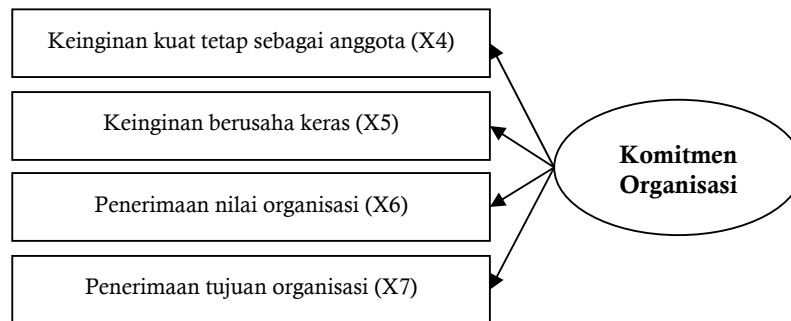 Keinginan kuat tetap sebagai anggota (X4)
Keinginan berusaha keras (X5)
Penerimaan nilai organisasi (X6)
Penerimaan tujuan organisasi (X7)
Komitmen
Organisasi